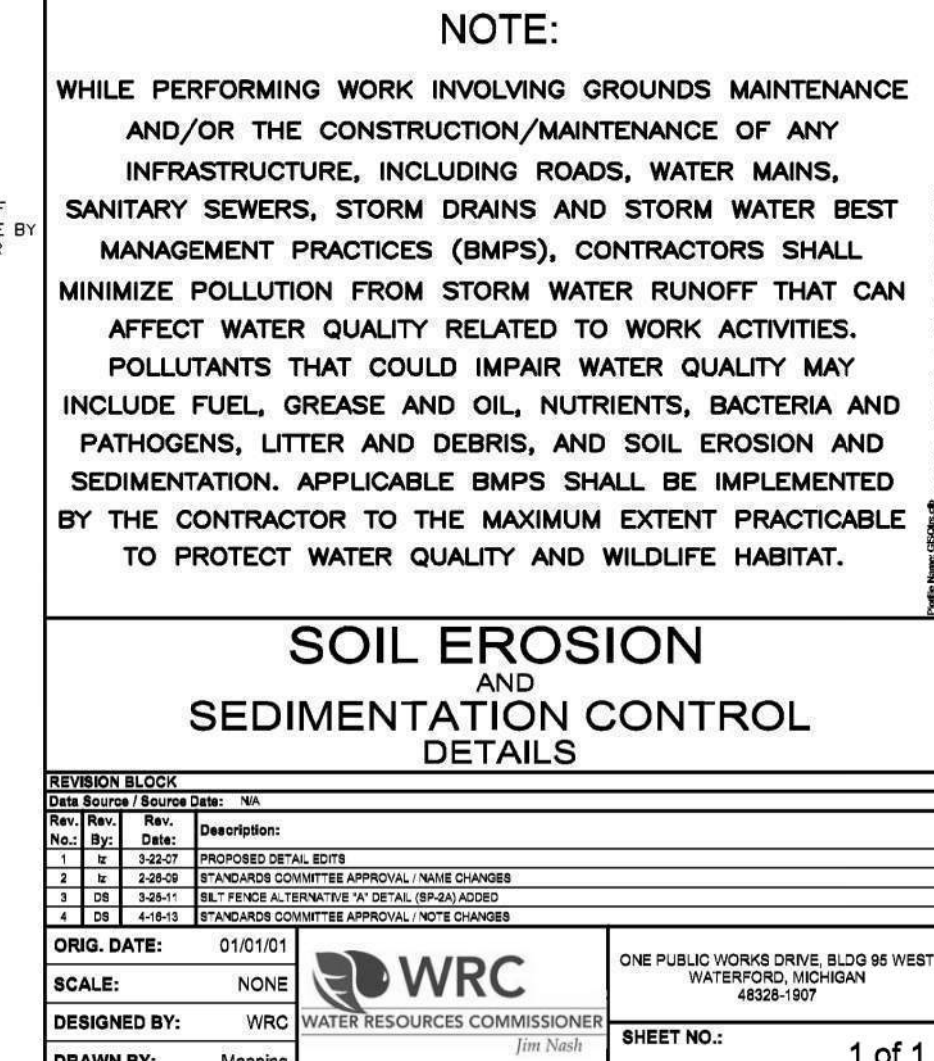 NOTE:
WHILE PERFORMING WORK INVOLVING GROUNDS MAINTENANCE
AND/OR THE CONSTRUCTION/MAINTENANCE OF ANY
INFRASTRUCTURE, INCLUDING ROADS, WATER MAINS,
SANITARY SEWERS, STORM DRAINS AND STORM WATER BEST
MANAGEMENT PRACTICES (BMPS), CONTRACTORS SHALL
MINIMIZE POLLUTION FROM STORM WATER RUNOFF THAT CAN
AFFECT WATER QUALITY RELATED TO WORK ACTIVITIES.
POLLUTANTS THAT COULD IMPAIR WATER QUALITY MAY
INCLUDE FUEL, GREASE AND OIL, NUTRIENTS, BACTERIA AND
PATHOGENS, LITTER AND DEBRIS, AND SOIL EROSION AND
SEDIMENTATION. APPLICABLE BMPS SHALL BE IMPLEMENTED
BY THE CONTRACTOR TO THE MAXIMUM EXTENT PRACTICABLE
TO PROTECT WATER QUALITY AND WILDLIFE HABITAT.
BY
Profile Name:
SOIL EROSION
AND
SEDIMENTATION CONTROL
DETAILS
REVISION BLOCK
Data Source / Source Date: N/A
Rev. No.: Rev. By: Rev. Date: Description:
1 lz 3-22-07 PROPOSED DETAIL EDITS
2 lz 2-26-09 STANDARDS COMMITTEE APPROVAL / NAME CHANGES
3 DS 3-25-11 SILT FENCE ALTERNATIVE "A" DETAIL (SP-2A) ADDED
4 DS 4-16-13 STANDARDS COMMITTEE APPROVAL / NOTE CHANGES
ORIG. DATE: 01/01/01
SCALE: NONE
DESIGNED BY: WRC
DRAWN BY: Manning
WRC
WATER RESOURCES COMMISSIONER
Jim Nash
ONE PUBLIC WORKS DRIVE, BLDG 95 WEST
WATERFORD, MICHIGAN
48328-1907
SHEET NO.:
1 of 1